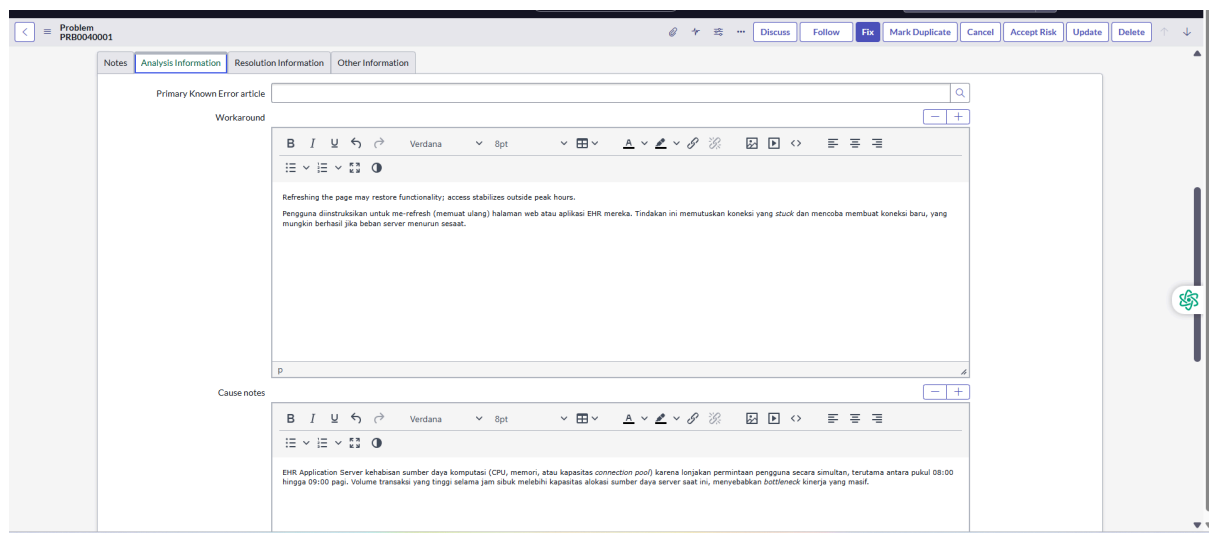 Problem
PRB0040001
Discuss Follow Fix Mark Duplicate Cancel Accept Risk Update Delete
Notes Analysis Information Resolution Information Other Information
Primary Known Error article
Workaround
B I U Verdana 8pt A
Refreshing the page may restore functionality; access stabilizes outside peak hours.
Pengguna diinstruksikan untuk me-refresh (memuat ulang) halaman web atau aplikasi EHR mereka. Tindakan ini memutuskan koneksi yang stuck dan mencoba membuat koneksi baru, yang
mungkin berhasil jika beban server menurun sesaat.
p
Cause notes
B I U Verdana 8pt A
EHR Application Server kehabisan sumber daya komputasi (CPU, memori, atau kapasitas connection pool) karena lonjakan permintaan pengguna secara simultan, terutama antara pukul 08:00
hingga 09:00 pagi. Volume transaksi yang tinggi selama jam sibuk melebihi kapasitas alokasi sumber daya server saat ini, menyebabkan bottleneck kinerja yang masif.